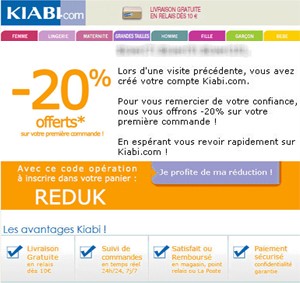 KIABI.com
LIVRAISON GRATUITE
EN RELAIS DÈS 10 €
FEMME LINGERIE MATERNITÉ GRANDES TAILLES HOMME FILLE GARÇON BÉBÉ
-20%
offerts*
sur votre première commande !
Lors d'une visite précédente, vous avez
créé votre compte Kiabi.com.
Pour vous remercier de votre confiance,
nous vous offrons -20% sur votre
première commande !
En espérant vous revoir rapidement sur
Kiabi.com !
Avec ce code opération
à inscrire dans votre panier :
REDUK
Je profite de ma réduction !
Les avantages Kiabi !
Livraison
Gratuite
en relais
dès 10€
Suivi de
commandes
en temps réel
24h/24, 7j/7
Satisfait ou
Remboursé
en magasin, point
relais ou La Poste
Paiement
sécurisé
confidentialité
garantie